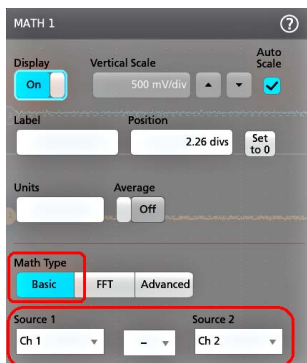 MATH 1 ?
Display Vertical Scale Auto Scale
On 500 mV/div
Label Position
2.26 divs Set to 0
Units Average
Off
Math Type
Basic FFT Advanced
Source 1 Source 2
Ch 1 - Ch 2